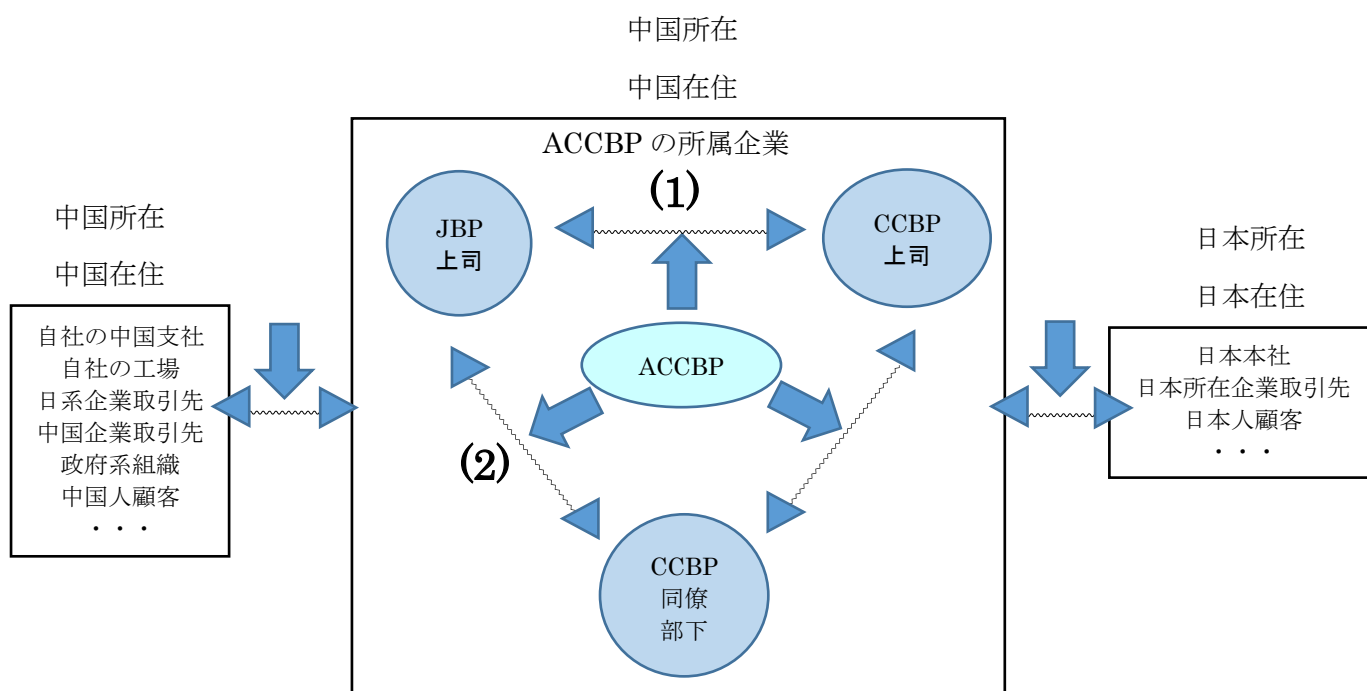 中国所在
中国在住
ACCBP の所属企業
(1)
JBP
上司
CCBP
上司
ACCBP
(2)
CCBP
同僚
部下
中国所在
中国在住
自社の中国支社
自社の工場
日系企業取引先
中国企業取引先
政府系組織
中国人顧客
・・・
日本所在
日本在住
日本本社
日本所在企業取引先
日本人顧客
・・・